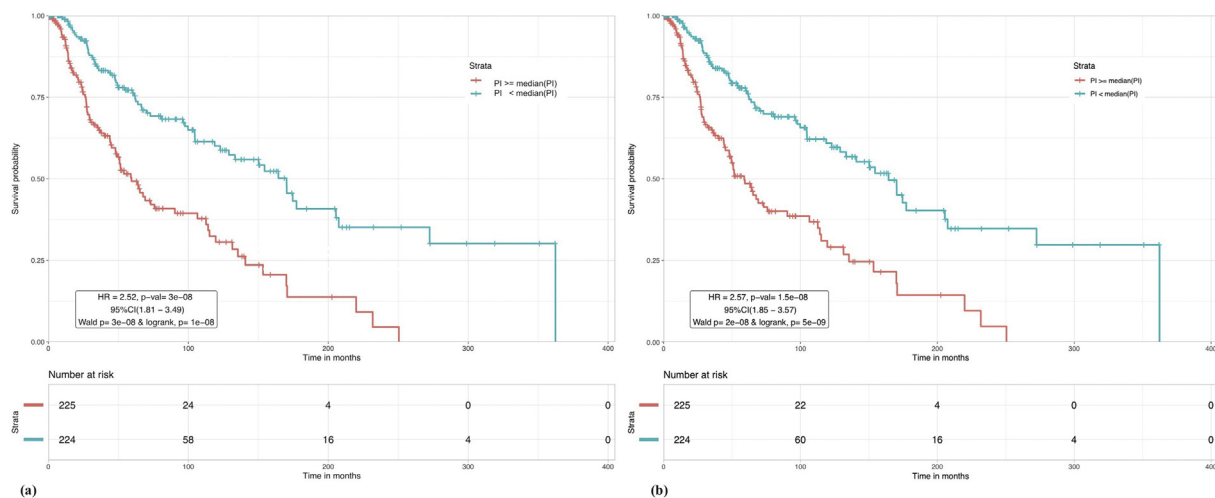 1.00
0.75
0.50
0.25
0.00
Survival probability
Strata
PI >= median(PI)
PI < median(PI)
HR = 2.52, p-val= 3e-08
95%CI(1.81 − 3.49)
Wald p= 3e-08 & logrank, p= 1e-08
0 100 200 300 400
Time in months
Number at risk
Strata
225 24 4 0 0
224 58 16 4 0
0 100 200 300 400
Time in months
(a)
1.00
0.75
0.50
0.25
0.00
Survival probability
Strata
PI >= median(PI)
PI < median(PI)
HR = 2.57, p-val= 1.5e-08
95%CI(1.85 − 3.57)
Wald p= 2e-08 & logrank, p= 5e-09
0 100 200 300 400
Time in months
Number at risk
Strata
225 22 4 0 0
224 60 16 4 0
0 100 200 300 400
Time in months
(b)